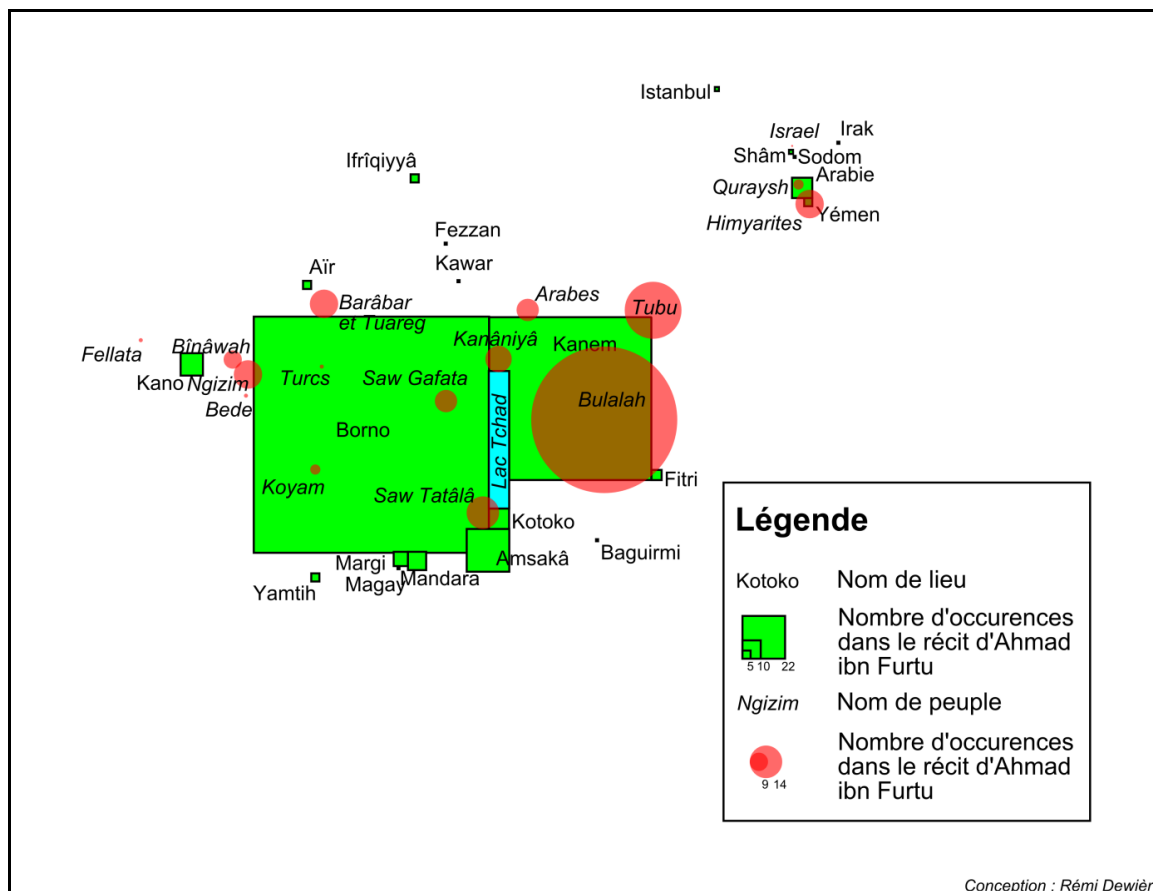 Istanbul
Israel
Irak
Shâm
Sodom
Ifrîqiyyâ
Arabie
Quraysh
Himyarites
Yémen
Fezzan
Kawar
Aïr
Arabes
Barâbar
et Tuareg
Tubu
Kanâniyâ
Kanem
Fellata
Bînâwah
Kano
Ngizim
Turcs
Saw Gafata
Bulalah
Bede
Borno
Lac Tchad
Koyam
Saw Tatâlâ
Fitri
Kotoko
Baguirmi
Margi
Amsakâ
Magay
Mandara
Yamtih
Légende
Kotoko
Nom de lieu
Nombre d'occurences
dans le récit d'Ahmad
ibn Furtu
5 10 22
Ngizim
Nom de peuple
Nombre d'occurences
dans le récit d'Ahmad
ibn Furtu
9 14
Conception : Rémi Dewièr